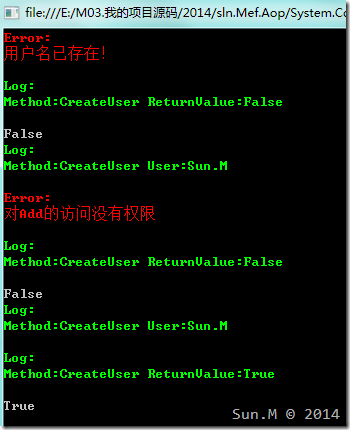 file:///E:/M03.我的项目源码/2014/sln.Mef.Aop/System.Co
Error:
用户名已存在!
Log:
Method:CreateUser ReturnValue:False
False
Log:
Method:CreateUser User:Sun.M
Error:
对Add的访问没有权限
Log:
Method:CreateUser ReturnValue:False
False
Log:
Method:CreateUser User:Sun.M
Log:
Method:CreateUser ReturnValue:True
True
Sun.M © 2014